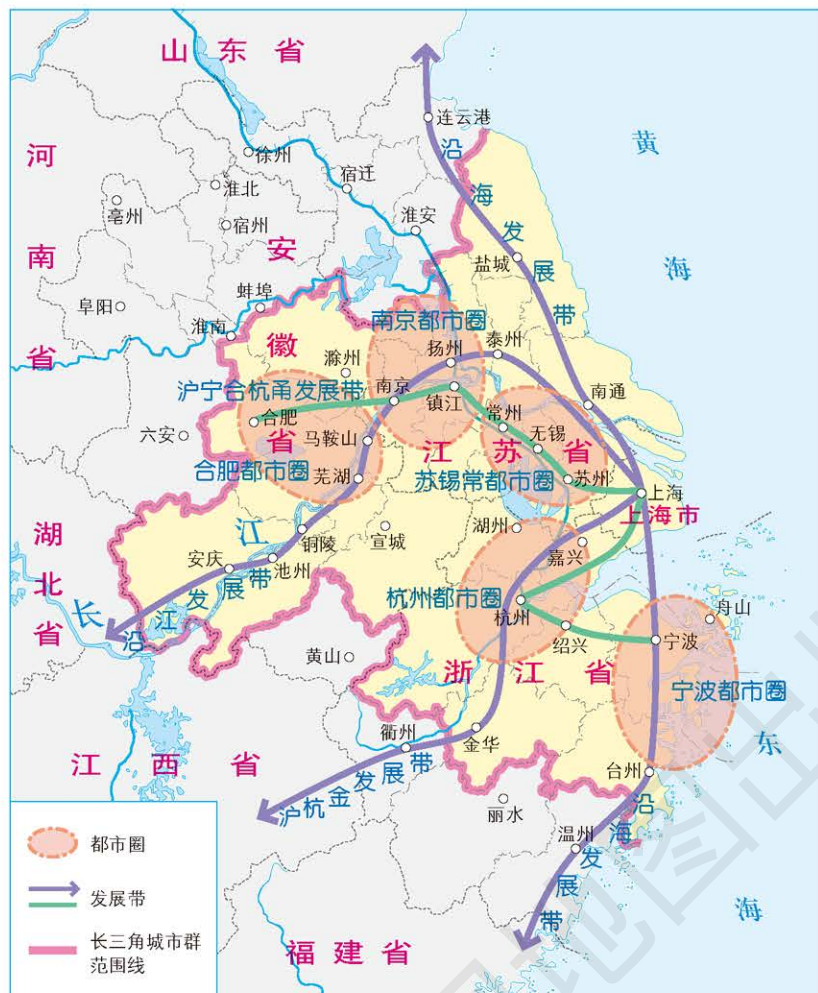 山东省
连云港
黄海
河南省
徐州
宿迁
淮北
亳州
宿州
淮安
沿海发展带
安徽省
盐城
蚌埠
阜阳
淮南
南京都市圈
滁州
扬州
泰州
沪宁合杭甬发展带
南京
镇江
南通
合肥
常州
六安
马鞍山
无锡
江苏省
合肥都市圈
芜湖
苏锡常都市圈
苏州
上海
上海市
湖北省
长江
铜陵
宣城
湖州
嘉兴
安庆
池州
沿江发展带
杭州都市圈
杭州
舟山
绍兴
宁波
黄山
浙江省
宁波都市圈
衢州
金华
东海
江西省
沪杭金发展带
台州
丽水
沿海发展带
温州
都市圈
发展带
长三角城市群
范围线
福建省